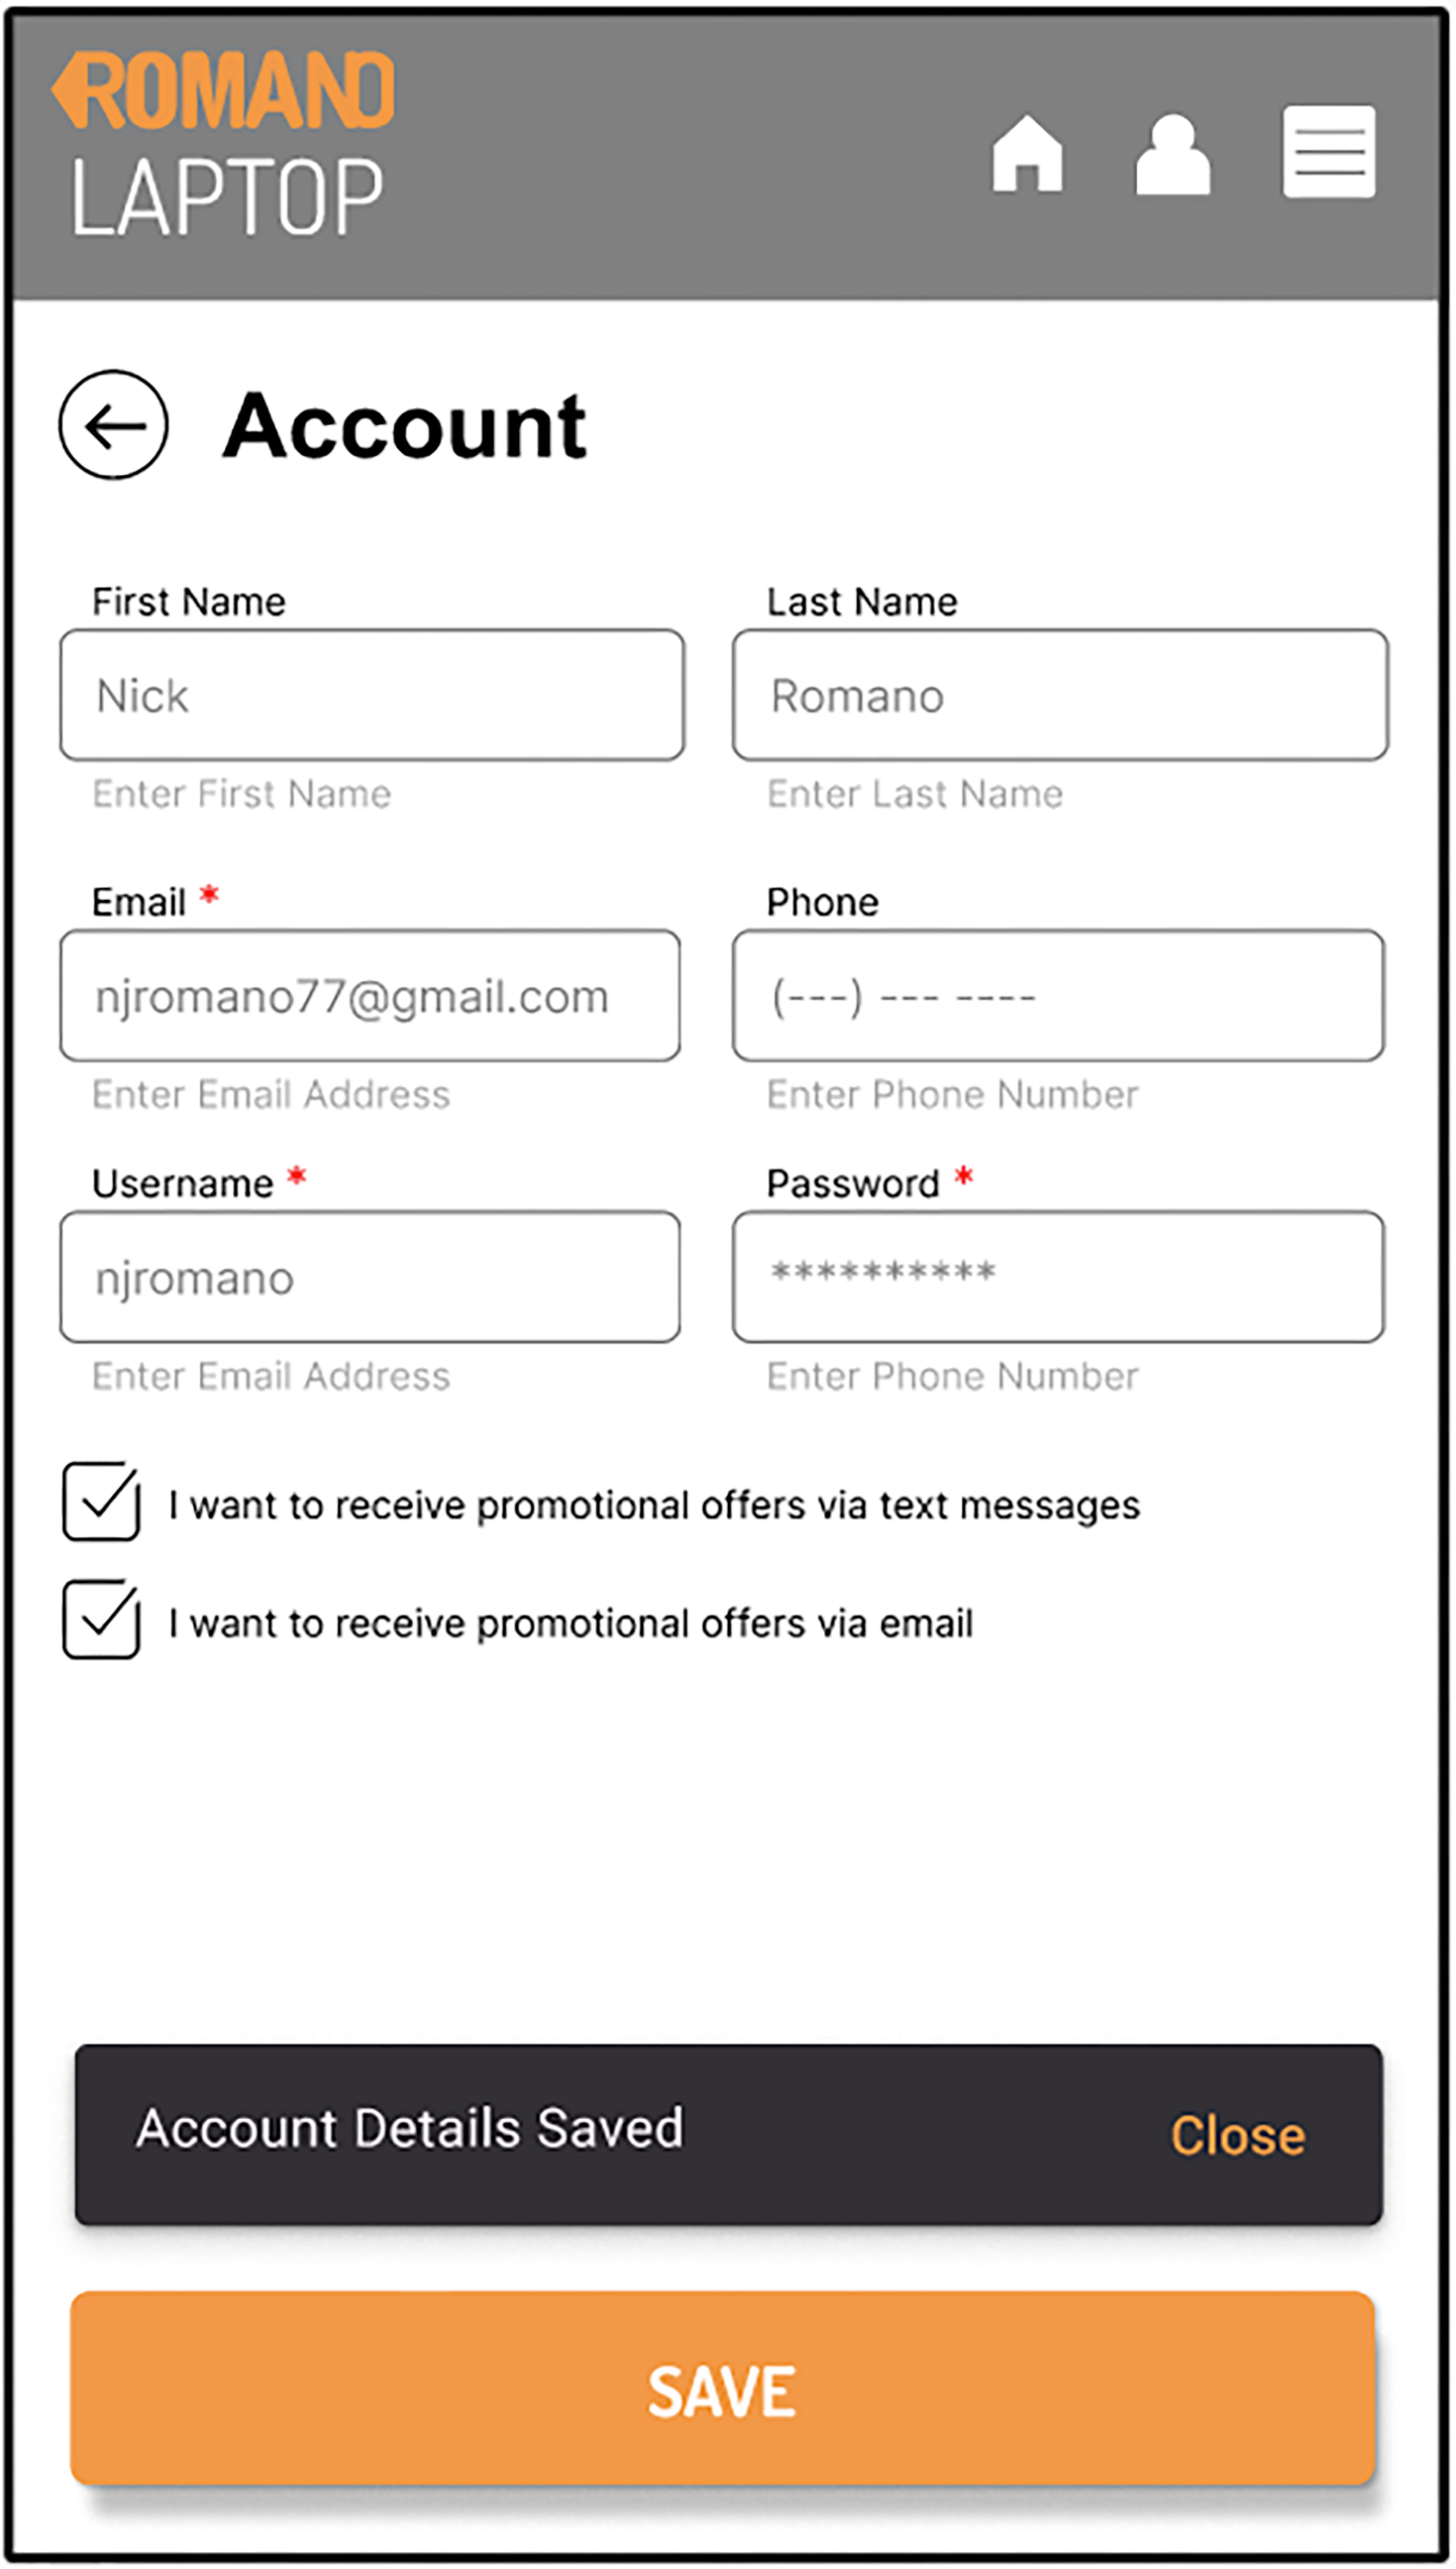 ROMANO
LAPTOP
Account
First Name Last Name
Nick Romano
Enter First Name Enter Last Name
Email * Phone
njromano77@gmail.com (---) --- ----
Enter Email Address Enter Phone Number
Username * Password *
njromano **********
Enter Email Address Enter Phone Number
I want to receive promotional offers via text messages
I want to receive promotional offers via email
Account Details Saved Close
SAVE